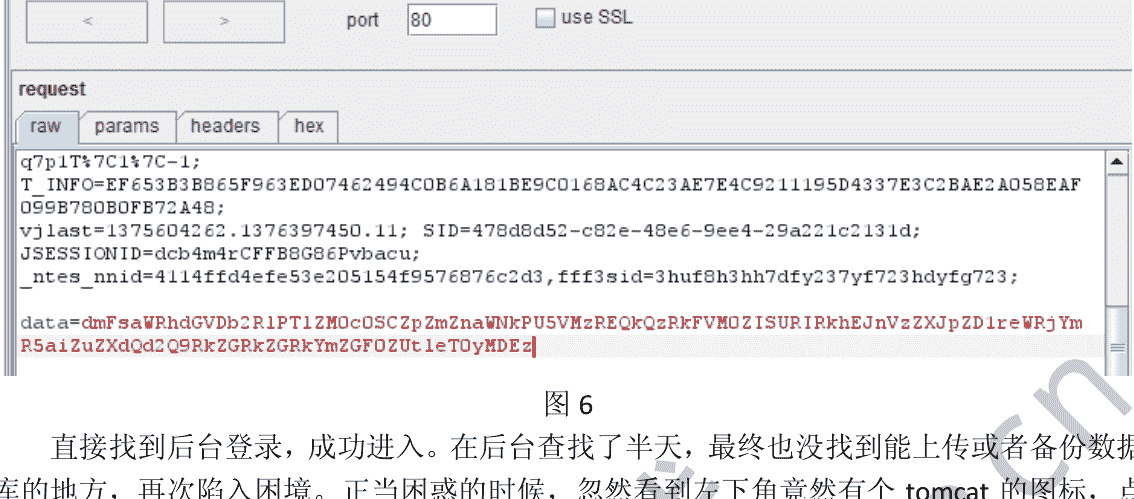 < > port 80 use SSL
request
raw params headers hex
q7p1T%7C1%7C-1;
T_INFO=EF653B3B865F963ED07462494C0B6A181BE9C0168AC4C23AE7E4C9211195D4337E3C2BAE2A058EAF
099B780B0FB72A48;
vjlast=1375604262.1376397450.11; SID=478d8d52-c82e-48e6-9ee4-29a221c2131d;
JSESSIONID=dcb4m4rCFFB8G86Pvbacu;
_ntes_nnid=4114ffd4efe53e205154f9576876c2d3,fff3sid=3huf8h3hh7dfy237yf723hdyfg723;
data=dmFsaWRhdGVDb2RlPTlZM0c0SCZpZmZnaWNkPU5VMzREQkQzRkFVM0ZISURIRkhEJnVzZXJpZD1reWRjYm
R5aiZuZXdQd2Q9RkZGRkZGRkYmZGF0ZUtleT0yMDEz
图 6
直接找到后台登录，成功进入。在后台查找了半天，最终也没找到能上传或者备份数据
库的地方，再次陷入困境。正当困惑的时候，忽然看到左下角竟然有个 tomcat 的图标，点
cn